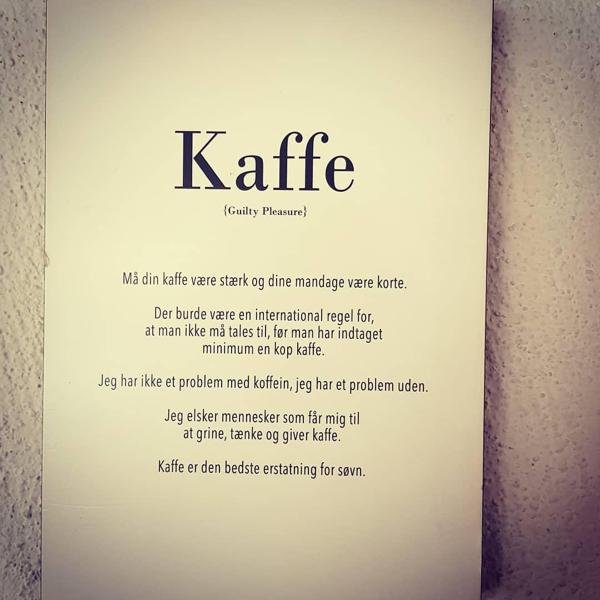 Kaffe
{Guilty Pleasure}
Må din kaffe være stærk og dine mandage være korte.
Der burde være en international regel for,
at man ikke må tales til, før man har indtaget
minimum en kop kaffe.
Jeg har ikke et problem med koffein, jeg har et problem uden.
Jeg elsker mennesker som får mig til
at grine, tænke og giver kaffe.
Kaffe er den bedste erstatning for søvn.